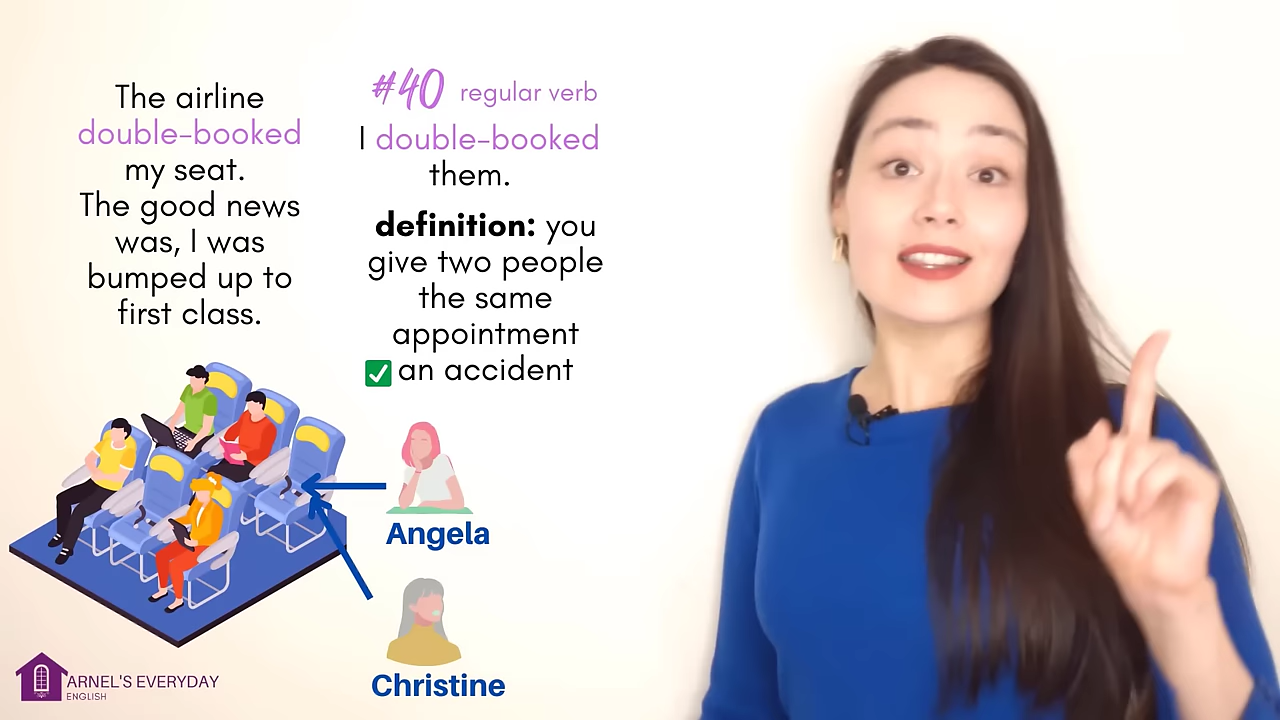 The airline
double-booked
my seat.
The good news
was, I was
bumped up to
first class.
#40 regular verb
I double-booked
them.
definition: you
give two people
the same
appointment
✅ an accident
Angela
Christine
ARNEL'S EVERYDAY
ENGLISH